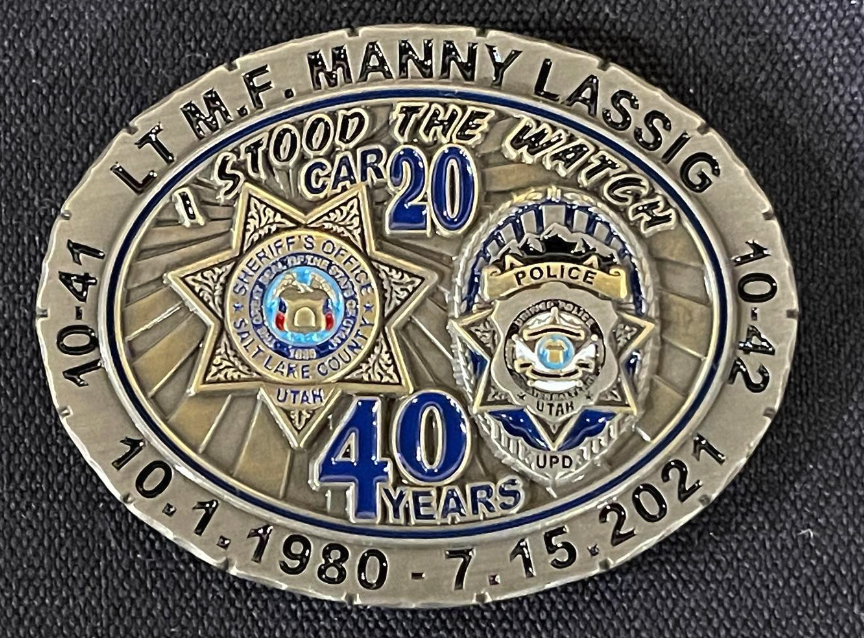 LT M.F. MANNY LASSIG
I STOOD THE WATCH
CAR 20
10-41
10-42
SHERIFF'S OFFICE
SALT LAKE COUNTY
UTAH
POLICE
UTAH
UPD
40
YEARS
10.1.1980 - 7.15.2021